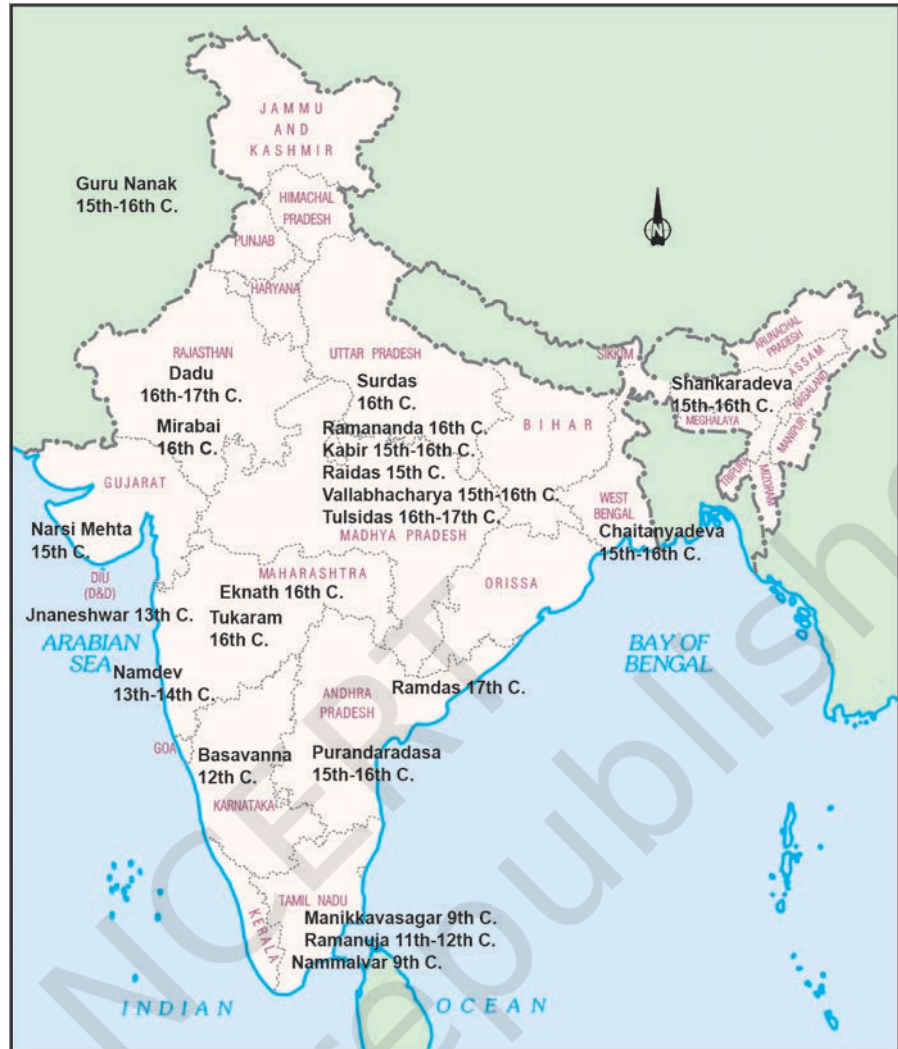 JAMMU
AND
KASHMIR
Guru Nanak
15th-16th C.
HIMACHAL
PRADESH
PUNJAB
N
HARYANA
RAJASTHAN
Dadu
16th-17th C.
Mirabai
16th C.
UTTAR PRADESH
Surdas
16th C.
Ramananda 16th C.
Kabir 15th-16th C.
Raidas 15th C.
Vallabhacharya 15th-16th C.
Tulsidas 16th-17th C.
MADHYA PRADESH
BIHAR
SIKKIM
ARUNACHAL
PRADESH
ASSAM
NAGALAND
Shankaradeva
15th-16th C.
MEGHALAYA
MANIPUR
TRIPURA
MIZORAM
GUJARAT
WEST
BENGAL
Chaitanyadeva
15th-16th C.
Narsi Mehta
15th C.
DIU
(D&D)
MAHARASHTRA
Eknath 16th C.
Tukaram
16th C.
ORISSA
Jnaneshwar 13th C.
ARABIAN
SEA
BAY OF
BENGAL
Namdev
13th-14th C.
Ramdas 17th C.
ANDHRA
PRADESH
GOA
Basavanna
12th C.
Purandaradasa
15th-16th C.
KARNATAKA
KERALA
TAMIL NADU
Manikkavasagar 9th C.
Ramanuja 11th-12th C.
Nammalvar 9th C.
INDIAN OCEAN
NCERT
republishe